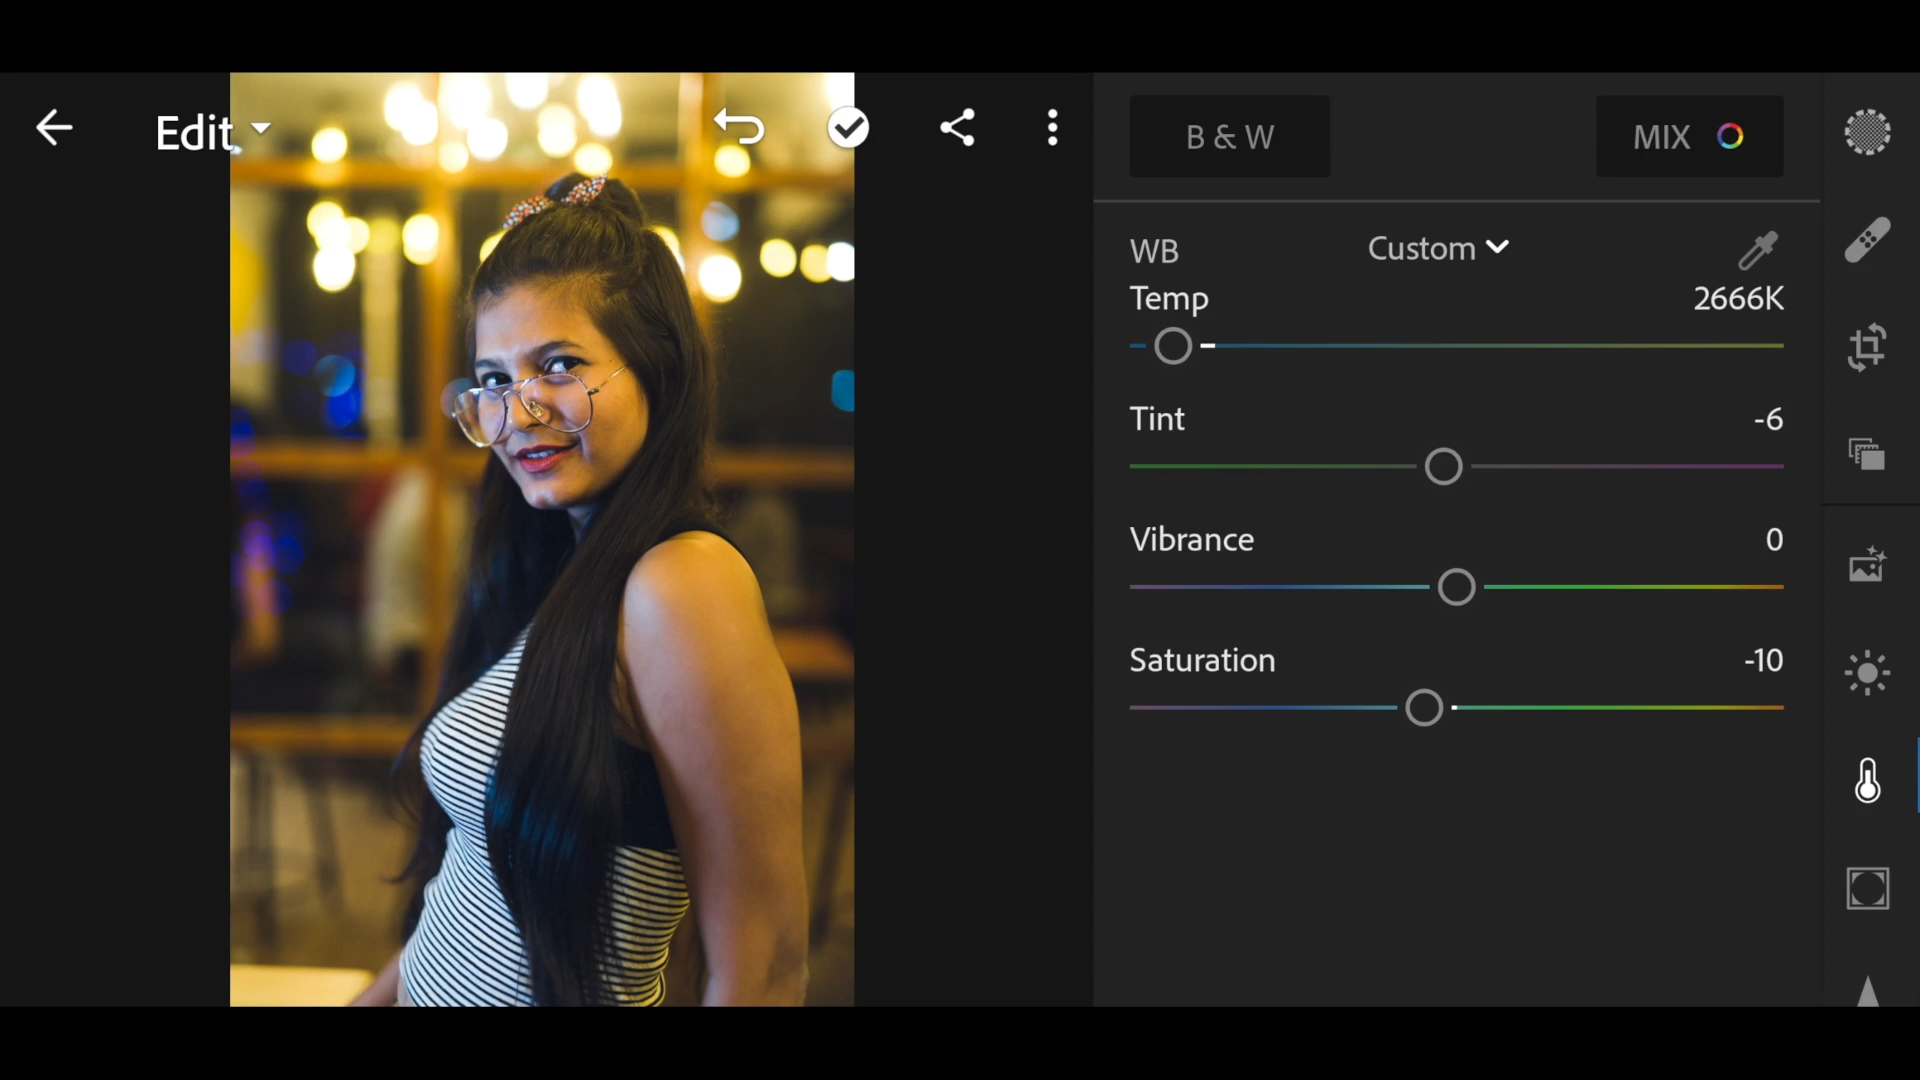 Edit
B & W
MIX
WB
Custom
Temp
2666K
Tint
-6
Vibrance
0
Saturation
-10